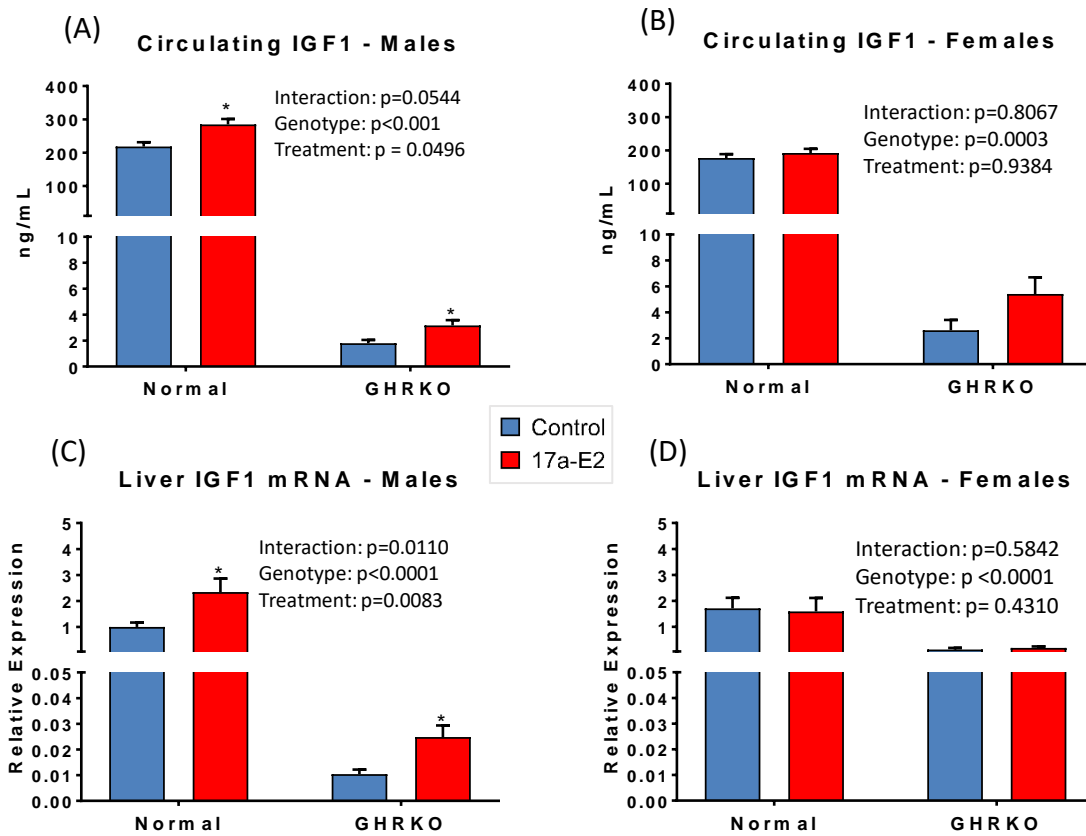 (A)
Circulating IGF1 - Males
Interaction: p=0.0544
Genotype: p<0.001
Treatment: p = 0.0496
ng/mL
400
300
200
100
10
8
6
4
2
0
*
*
Normal
GHRKO
(B)
Circulating IGF1 - Females
Interaction: p=0.8067
Genotype: p=0.0003
Treatment: p=0.9384
ng/mL
400
300
200
100
10
8
6
4
2
0
Normal
GHRKO
Control
17a-E2
(C)
Liver IGF1 mRNA - Males
Interaction: p=0.0110
Genotype: p<0.0001
Treatment: p=0.0083
Relative Expression
5
4
3
2
1
0.05
0.04
0.03
0.02
0.01
0.00
*
*
Normal
GHRKO
(D)
Liver IGF1 mRNA - Females
Interaction: p=0.5842
Genotype: p <0.0001
Treatment: p= 0.4310
Relative Expression
5
4
3
2
1
0.05
0.04
0.03
0.02
0.01
0.00
Normal
GHRKO